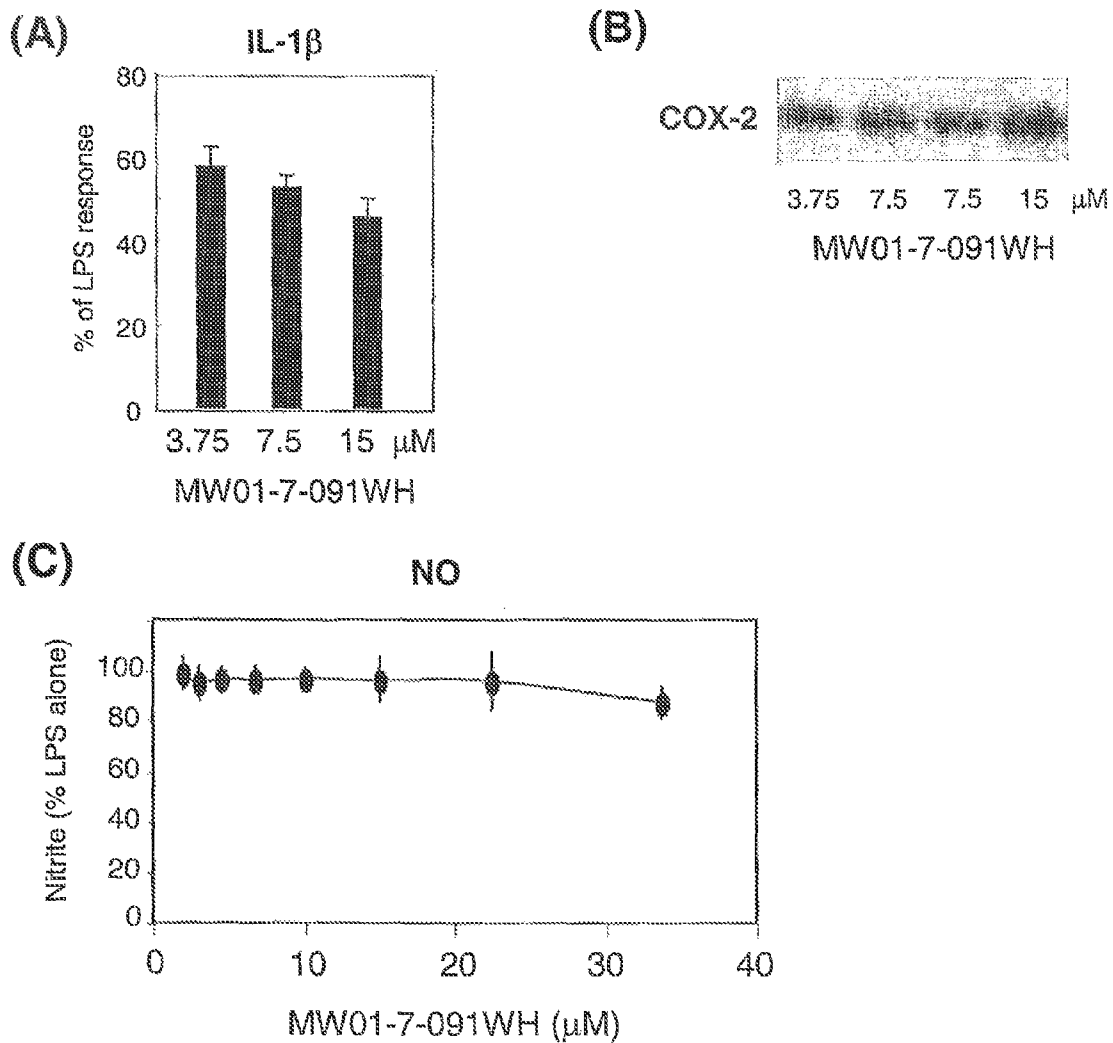 (A)
IL-1β
80
60
40
20
0
% of LPS response
3.75 7.5 15 μM
MW01-7-091WH
(B)
COX-2
3.75 7.5 7.5 15 μM
MW01-7-091WH
(C)
NO
100
80
60
40
20
0
Nitrite (% LPS alone)
0 10 20 30 40
MW01-7-091WH (μM)